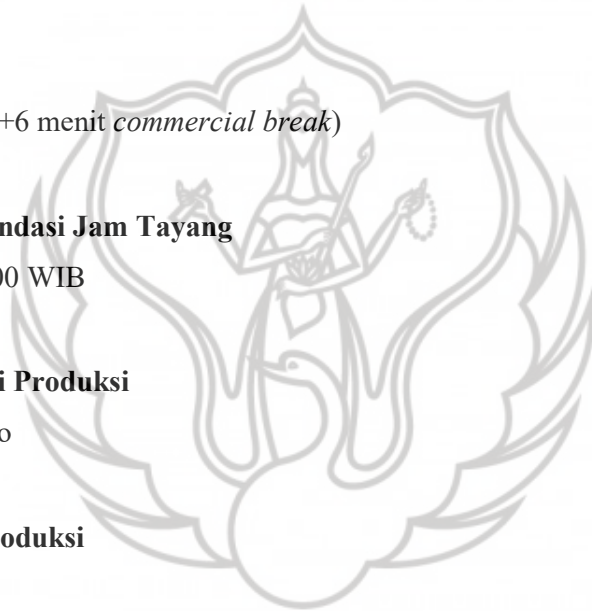 +6 menit commercial break)
ndasi Jam Tayang
00 WIB
i Produksi
o
oduksi